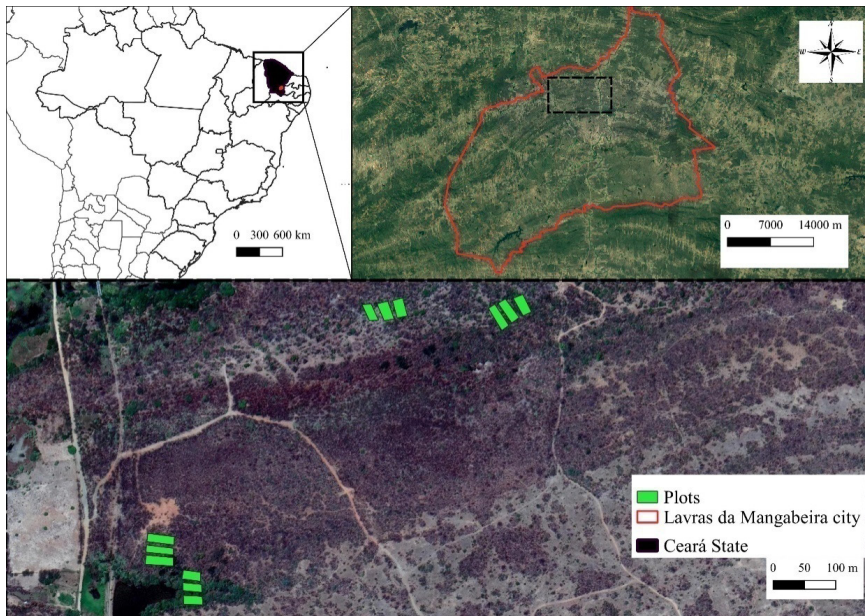 0 300 600 km
N
W E
S
0 7000 14000 m
Plots
Lavras da Mangabeira city
Ceará State
0 50 100 m